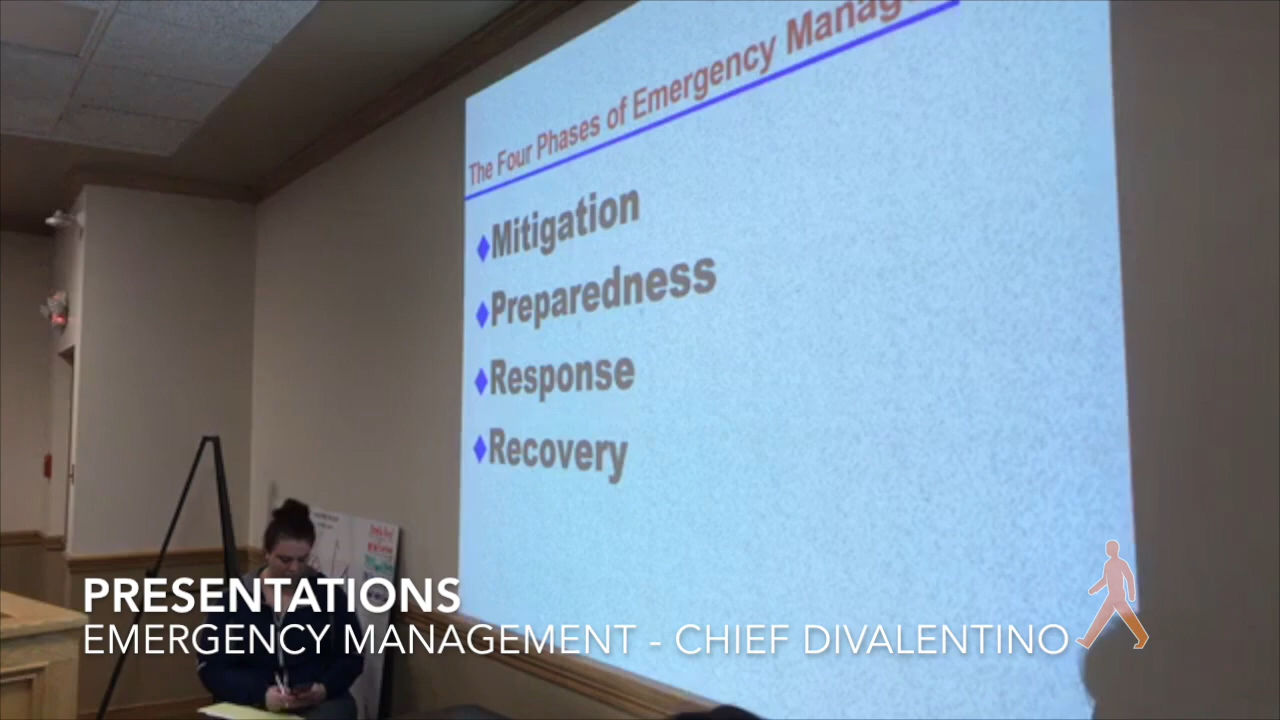 The Four Phases of Emergency Manag
Mitigation
Preparedness
Response
Recovery
PRESENTATIONS
EMERGENCY MANAGEMENT - CHIEF DIVALENTINO